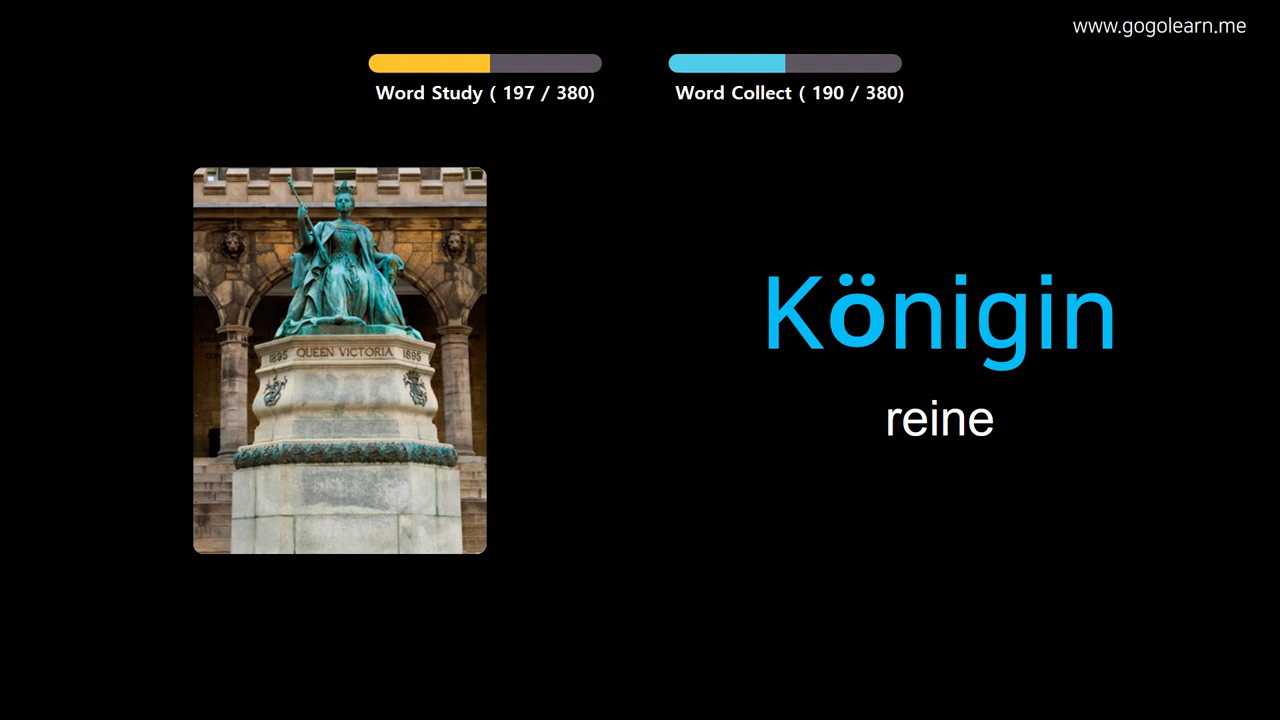 www.gogolearn.me
Word Study ( 197 / 380)
Word Collect ( 190 / 380)
1895 QUEEN VICTORIA 1895
Königin
reine